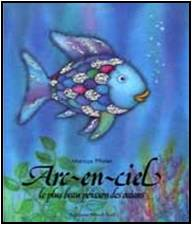 Marcus Pfister
Arc-en-ciel
le plus beau poisson des océans